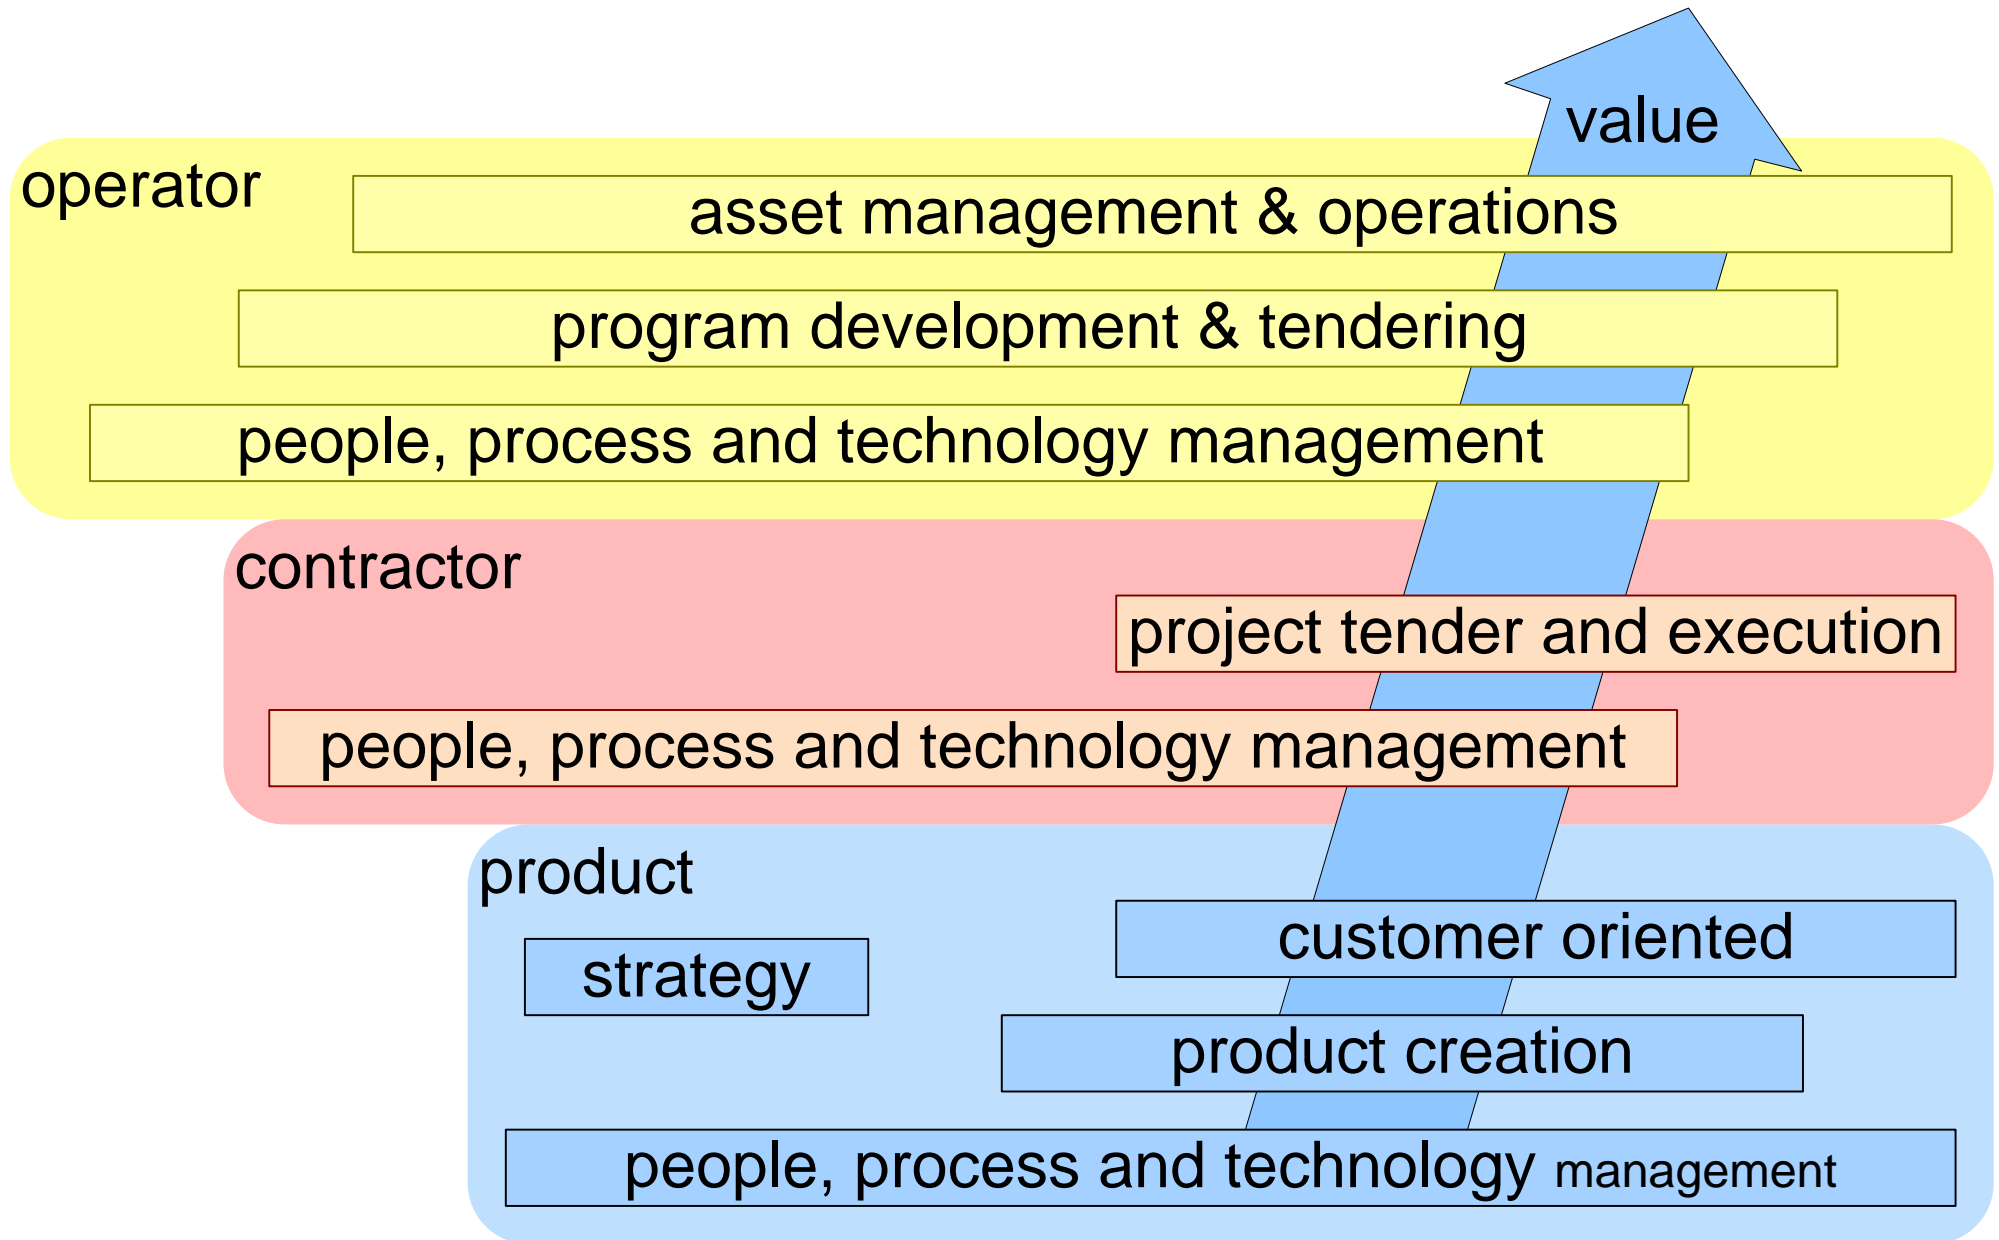 value
operator
asset management & operations
program development & tendering
people, process and technology management
contractor
project tender and execution
people, process and technology management
product
customer oriented
strategy
product creation
people, process and technology management